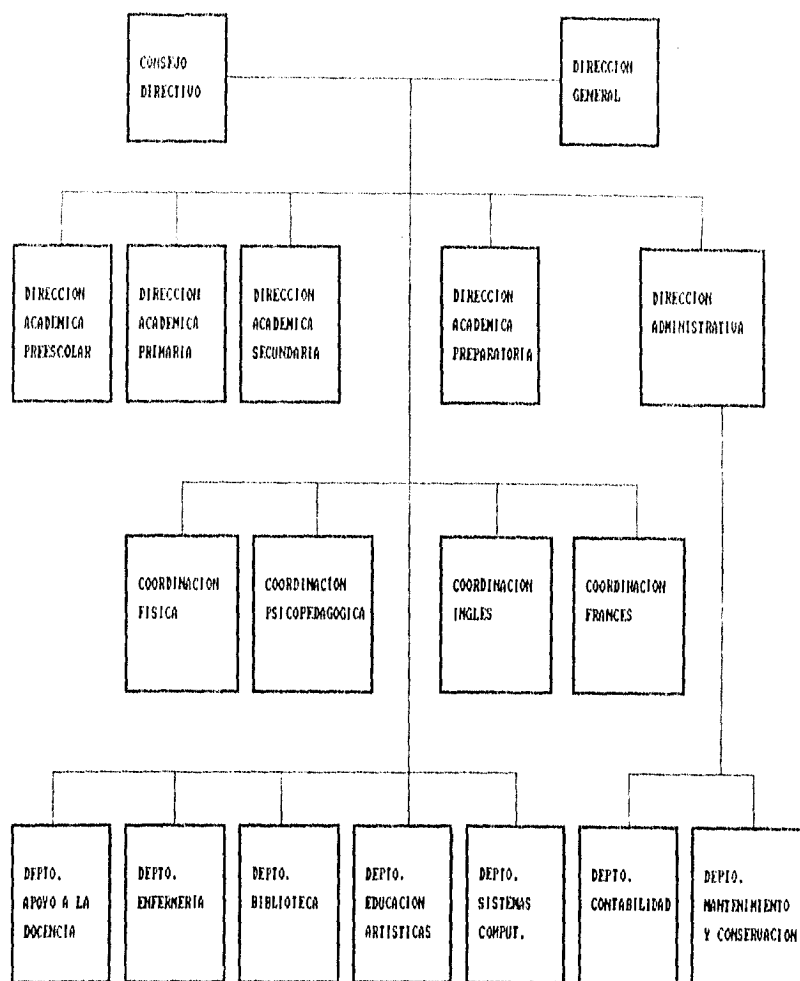 CONSEJO
DIRECTIVO
DIRECCION
GENERAL
DIRECCION
ACADEMICA
PREESCOLAR
DIRECCION
ACADEMICA
PRIMARIA
DIRECCION
ACADEMICA
SECUNDARIA
DIRECCION
ACADEMICA
PREPARATORIA
DIRECCION
ADMINISTRATIVA
COORDINACION
FISICA
COORDINACION
PSICOPEDAGOGICA
COORDINACION
INGLES
COORDINACION
FRANCES
DEPTO.
APOYO A LA
DOCENCIA
DEPTO.
ENFERMERIA
DEPTO.
BIBLIOTECA
DEPTO.
EDUCACION
ARTISTICAS
DEPTO.
SISTEMAS
COMPUT.
DEPTO.
CONTABILIDAD
DEPTO.
MANTENIMIENTO
Y CONSERVACION